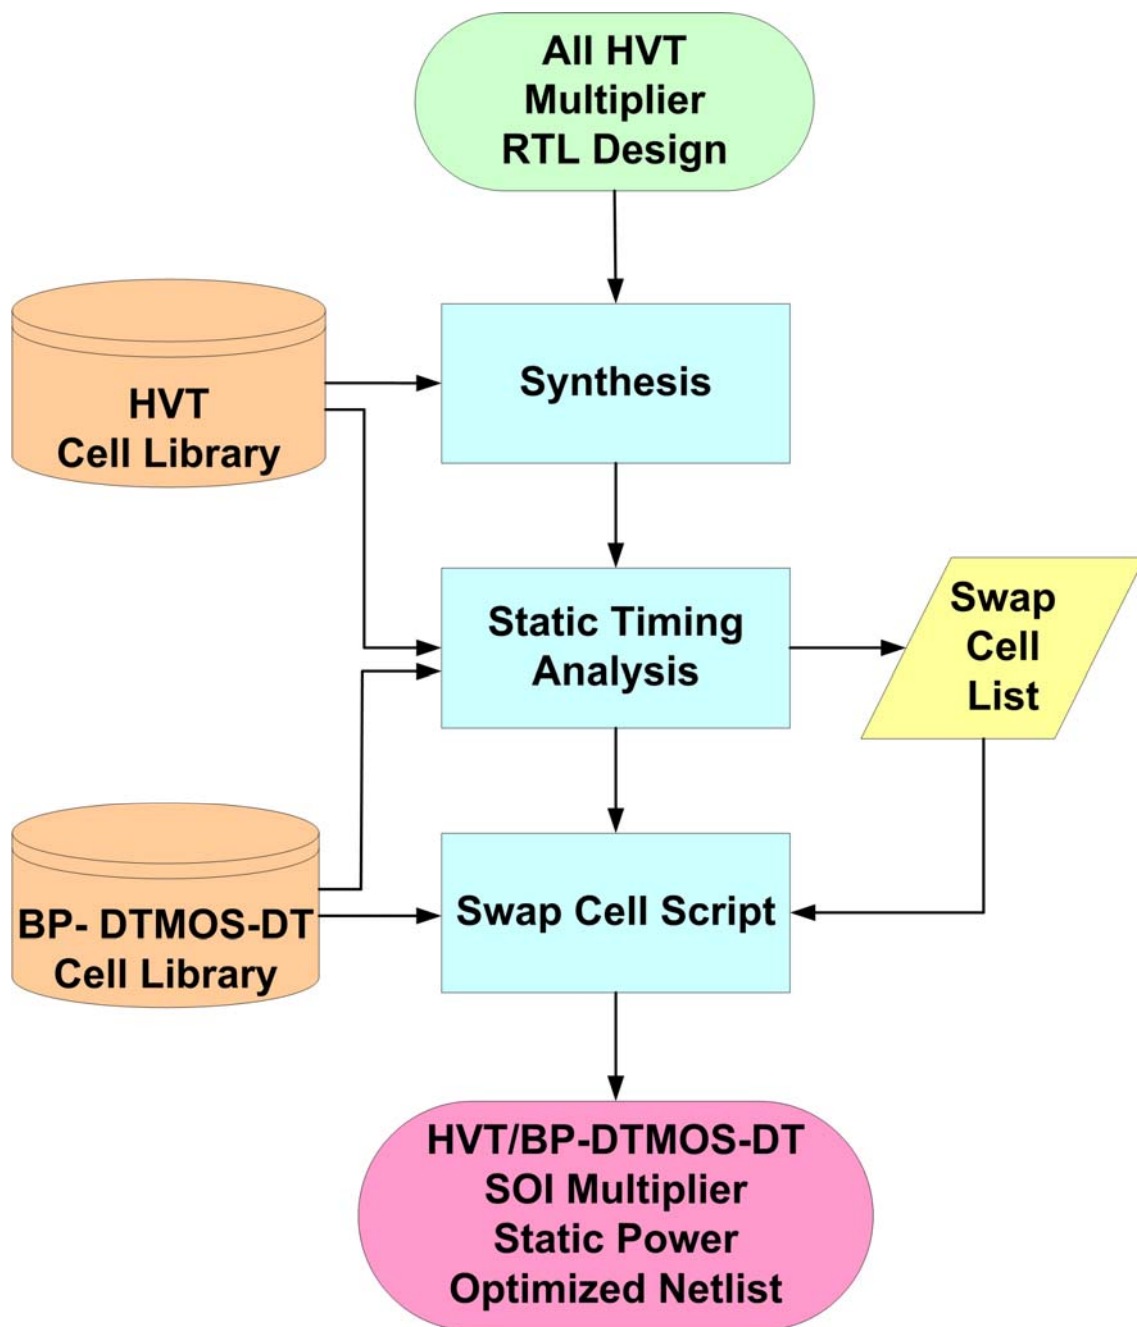 All HVT
Multiplier
RTL Design
HVT
Cell Library
Synthesis
Static Timing
Analysis
Swap
Cell
List
BP- DTMOS-DT
Cell Library
Swap Cell Script
HVT/BP-DTMOS-DT
SOI Multiplier
Static Power
Optimized Netlist